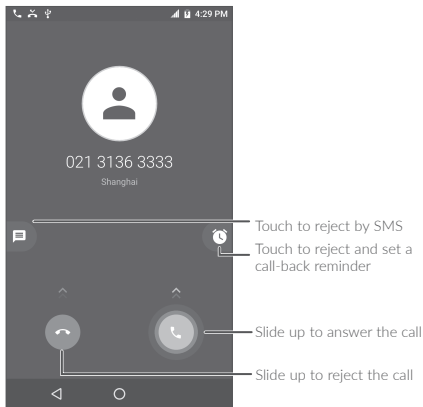 4:29 PM
021 3136 3333
Shanghai
Touch to reject by SMS
Touch to reject and set a
call-back reminder
Slide up to answer the call
Slide up to reject the call